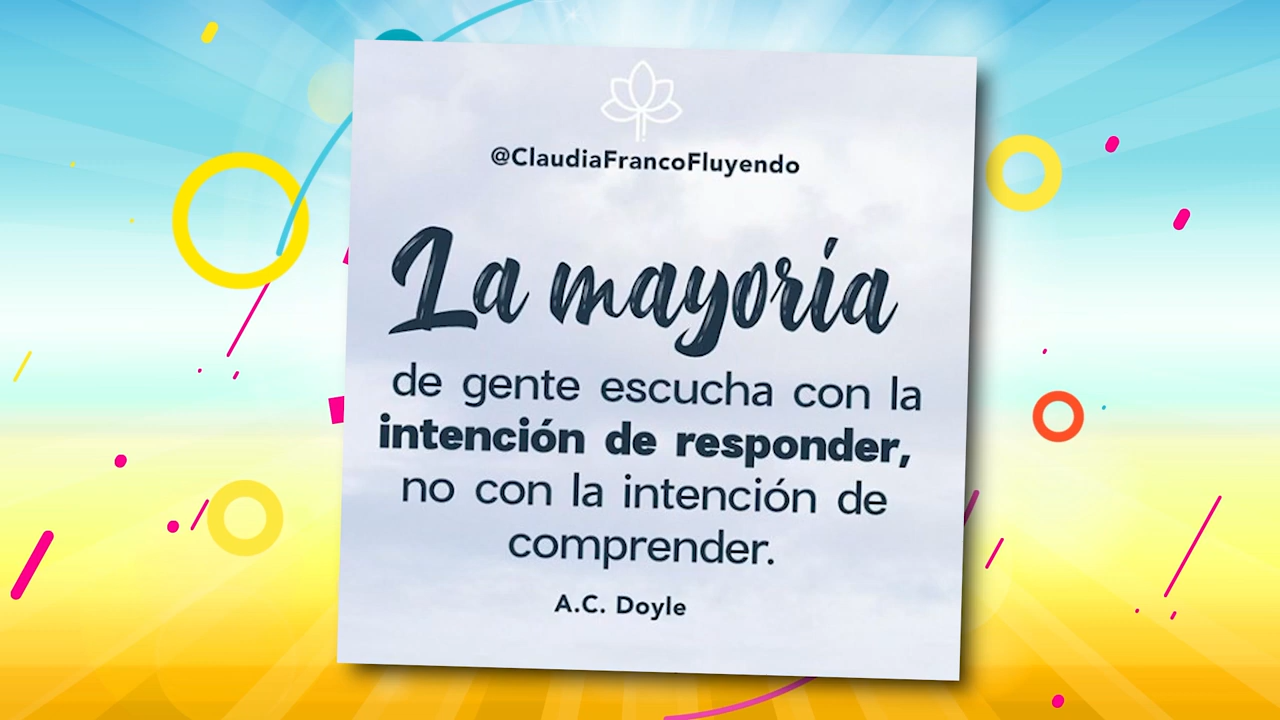 @ClaudiaFrancoFluyendo
La mayoría
de gente escucha con la
intención de responder,
no con la intención de
comprender.
A.C. Doyle